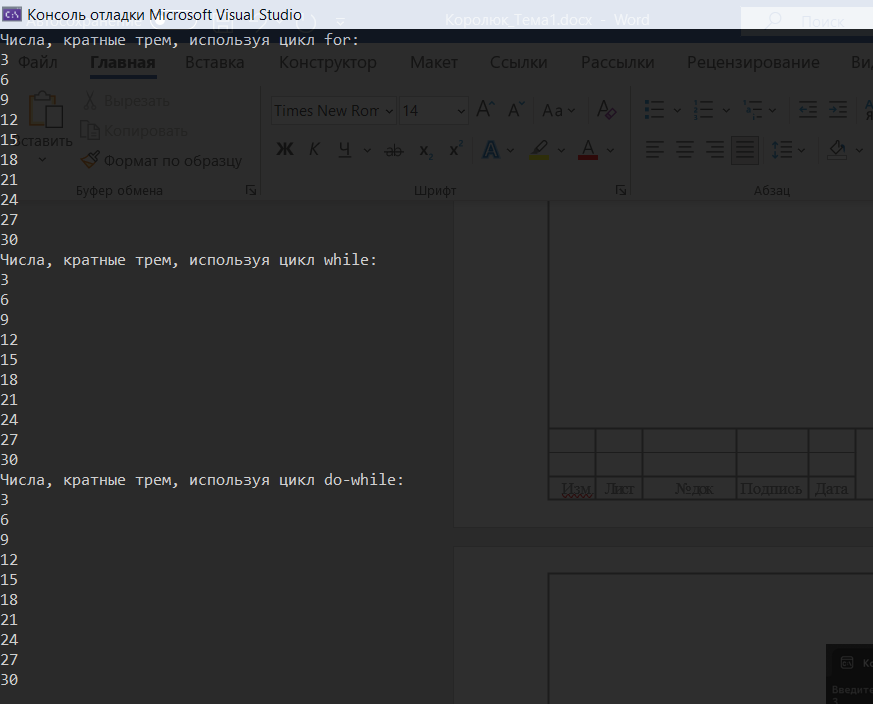 Консоль отладки Microsoft Visual Studio
Королюк_Тема1.docx - Word
Поиск
Числа, кратные трем, используя цикл for:
Файл Главная Вставка Конструктор Макет Ссылки Рассылки Рецензирование
3
6
9
12
15
18
21
24
27
30
Вырезать
Копировать
Формат по образцу
Буфер обмена
Times New Rom 14
Aa
Ж К Ч ab x₂ x² A A
Шрифт
Абзац
Числа, кратные трем, используя цикл while:
3
6
9
12
15
18
21
24
27
30
Числа, кратные трем, используя цикл do-while:
3
6
9
12
15
18
21
24
27
30
Изм Лист № док Подпись Дата
Введите